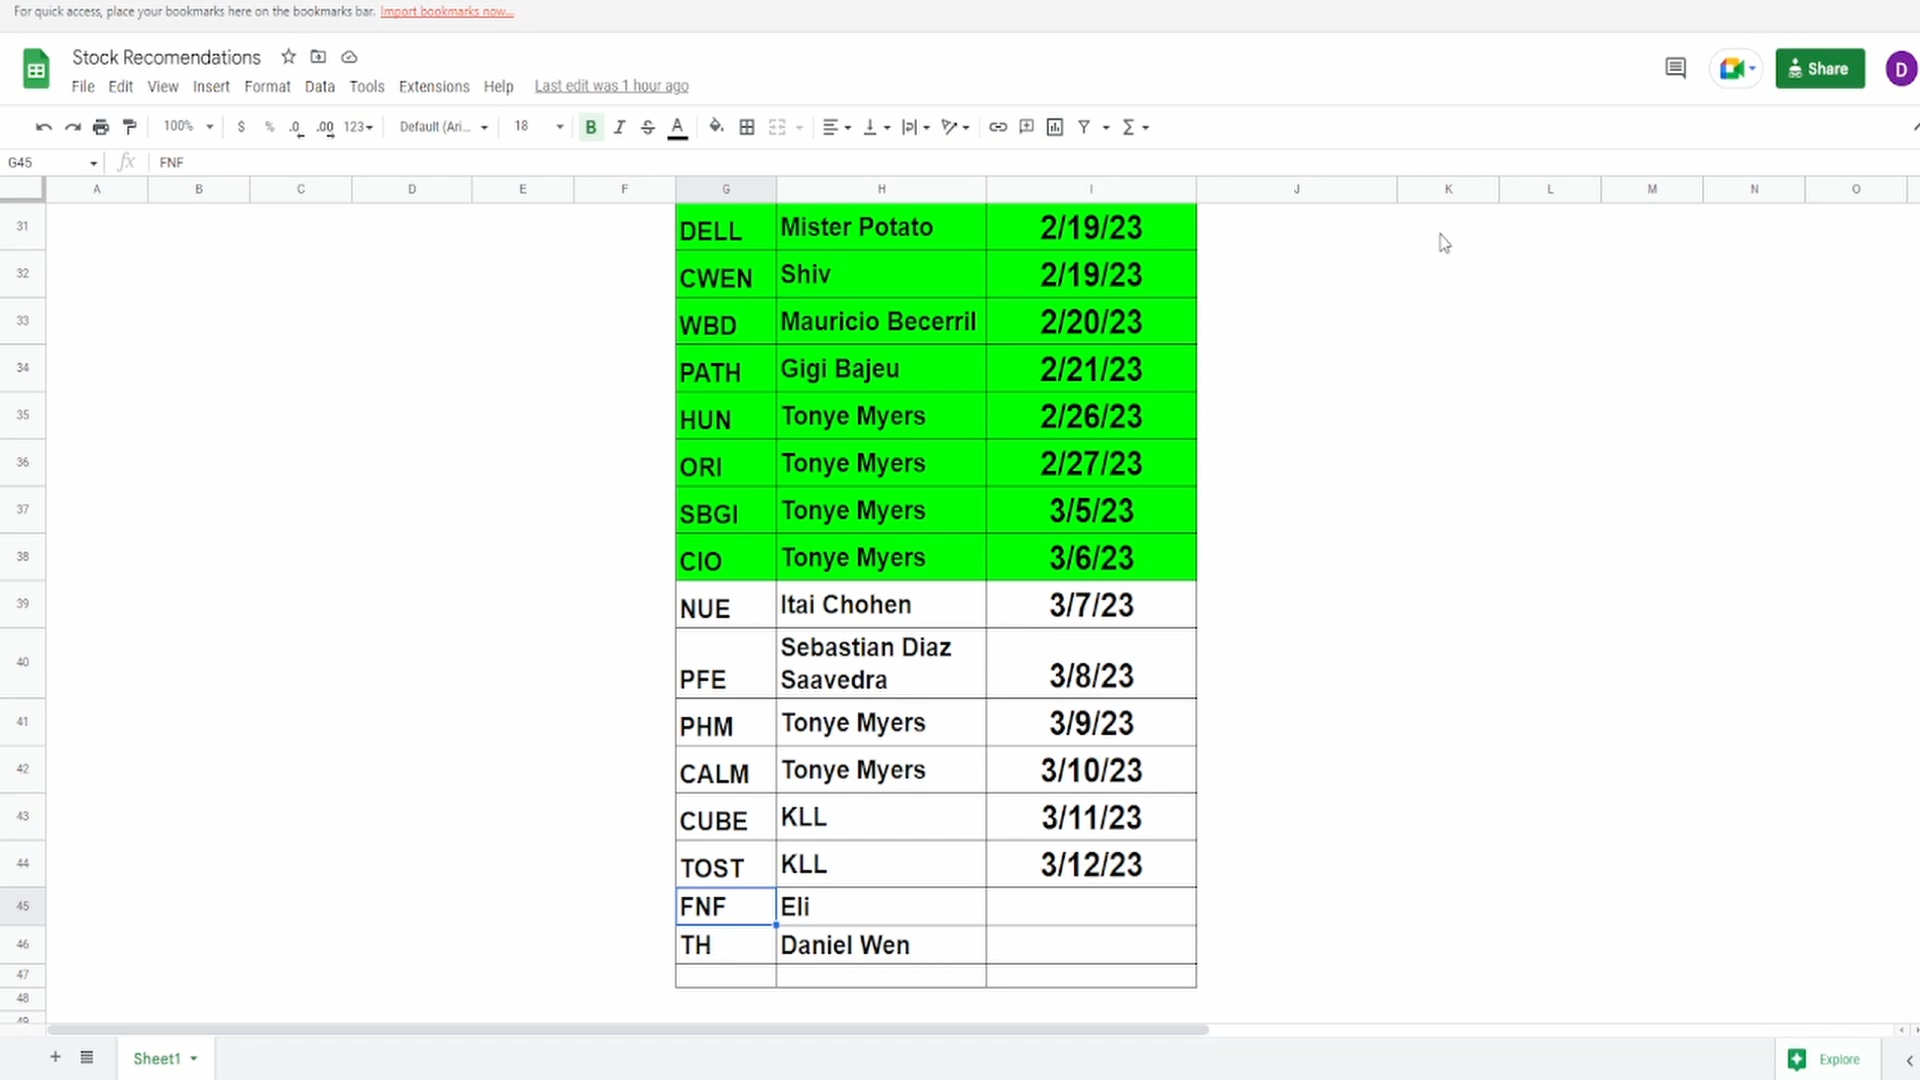 For quick access, place your bookmarks here on the bookmarks bar. Import bookmarks now...
Stock Recomendations
File Edit View Insert Format Data Tools Extensions Help Last edit was 1 hour ago
Share
D
100% $ % .0 .00 123 Default (Ari... 18 B I S A
G45 fx FNF
A B C D E F G H I J K L M N O
31 DELL Mister Potato 2/19/23
32 CWEN Shiv 2/19/23
33 WBD Mauricio Becerril 2/20/23
34 PATH Gigi Bajeu 2/21/23
35 HUN Tonye Myers 2/26/23
36 ORI Tonye Myers 2/27/23
37 SBGI Tonye Myers 3/5/23
38 CIO Tonye Myers 3/6/23
39 NUE Itai Chohen 3/7/23
40 PFE Sebastian Diaz
Saavedra 3/8/23
41 PHM Tonye Myers 3/9/23
42 CALM Tonye Myers 3/10/23
43 CUBE KLL 3/11/23
44 TOST KLL 3/12/23
45 FNF Eli
46 TH Daniel Wen
47
48
49
Sheet1
Explore